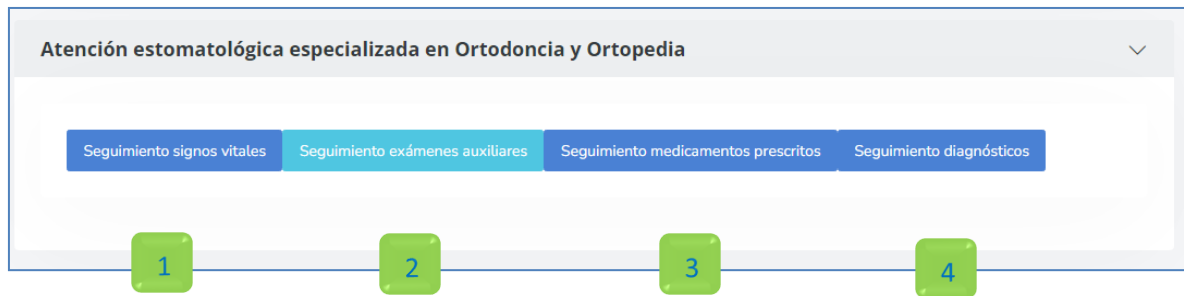 Atención estomatológica especializada en Ortodoncia y Ortopedia
Seguimiento signos vitales Seguimiento exámenes auxiliares Seguimiento medicamentos prescritos Seguimiento diagnósticos
1 2 3 4